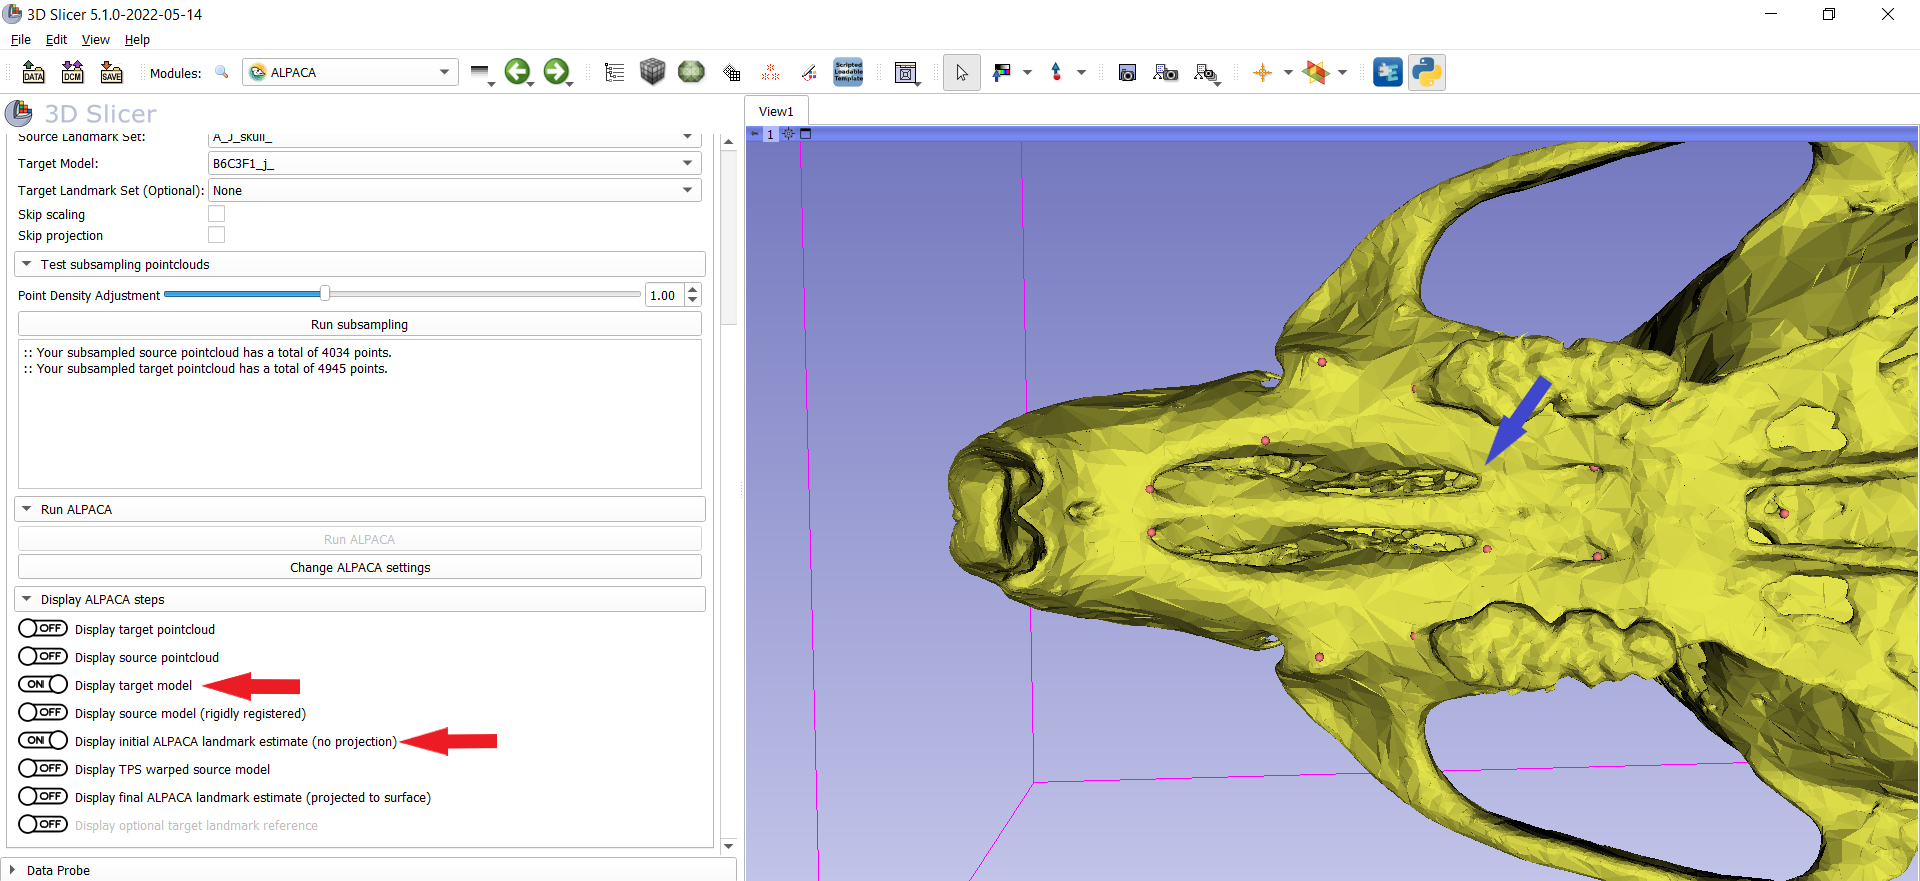 3D Slicer 5.1.0-2022-05-14
File Edit View Help
DATA DCM SAVE Modules: ALPACA Scripted Loadable Template
3D Slicer
View1
1
Source Landmark Set: A_J_skull_
Target Model: B6C3F1_j_
Target Landmark Set (Optional): None
Skip scaling
Skip projection
Test subsampling pointclouds
Point Density Adjustment 1.00
Run subsampling
:: Your subsampled source pointcloud has a total of 4034 points.
:: Your subsampled target pointcloud has a total of 4945 points.
Run ALPACA
Run ALPACA
Change ALPACA settings
Display ALPACA steps
OFF Display target pointcloud
OFF Display source pointcloud
ON Display target model
OFF Display source model (rigidly registered)
ON Display initial ALPACA landmark estimate (no projection)
OFF Display TPS warped source model
OFF Display final ALPACA landmark estimate (projected to surface)
OFF Display optional target landmark reference
Data Probe